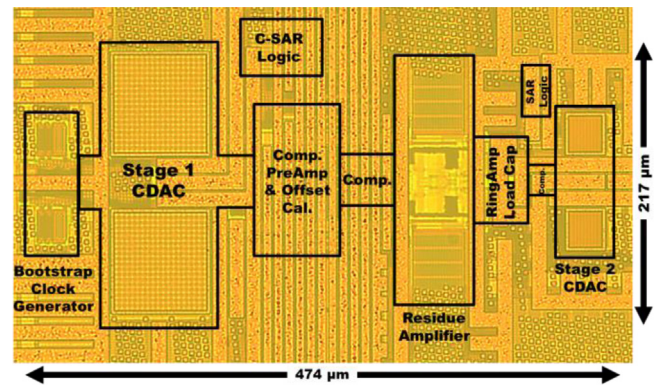 C-SAR
Logic
SAR
Logic
Stage 1
CDAC
Comp.
PreAmp
& Offset
Cal.
Comp.
RingAmp
Load Cap
Comp.
Bootstrap
Clock
Generator
Residue
Amplifier
Stage 2
CDAC
217 µm
474 µm